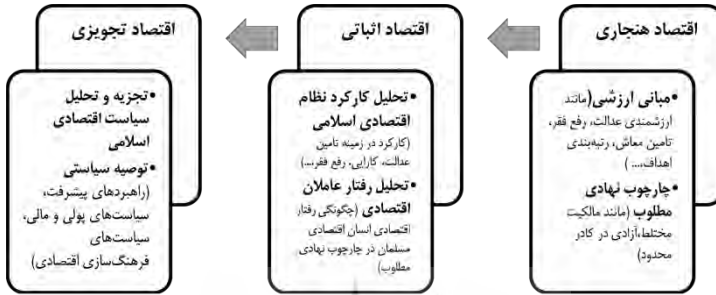 اقتصاد هنجاری
•مبانی ارزشی(مانند
ارزشمندی عدالت، رفع فقر،
تامین معاش، رتبه‌بندی
اهداف،... )
•چارچوب نهادی
مطلوب (مانند مالکیت
مختلط،آزادی در کادر
محدود)
اقتصاد اثباتی
•تحلیل کارکرد نظام
اقتصادی اسلامی
(کارکرد در زمینه تامین
عدالت، کارایی، رفع فقر...)
•تحلیل رفتار عاملان
اقتصادی (چگونگی رفتار
اقتصادی انسان اقتصادی
مسلمان در چارچوب نهادی
مطلوب)
اقتصاد تجویزی
•تجزیه و تحلیل
سیاست اقتصادی
اسلامی
•توصیه سیاستی
(راهبردهای پیشرفت،
سیاست‌های پولی و مالی،
سیاست‌های
فرهنگ‌سازی اقتصادی)